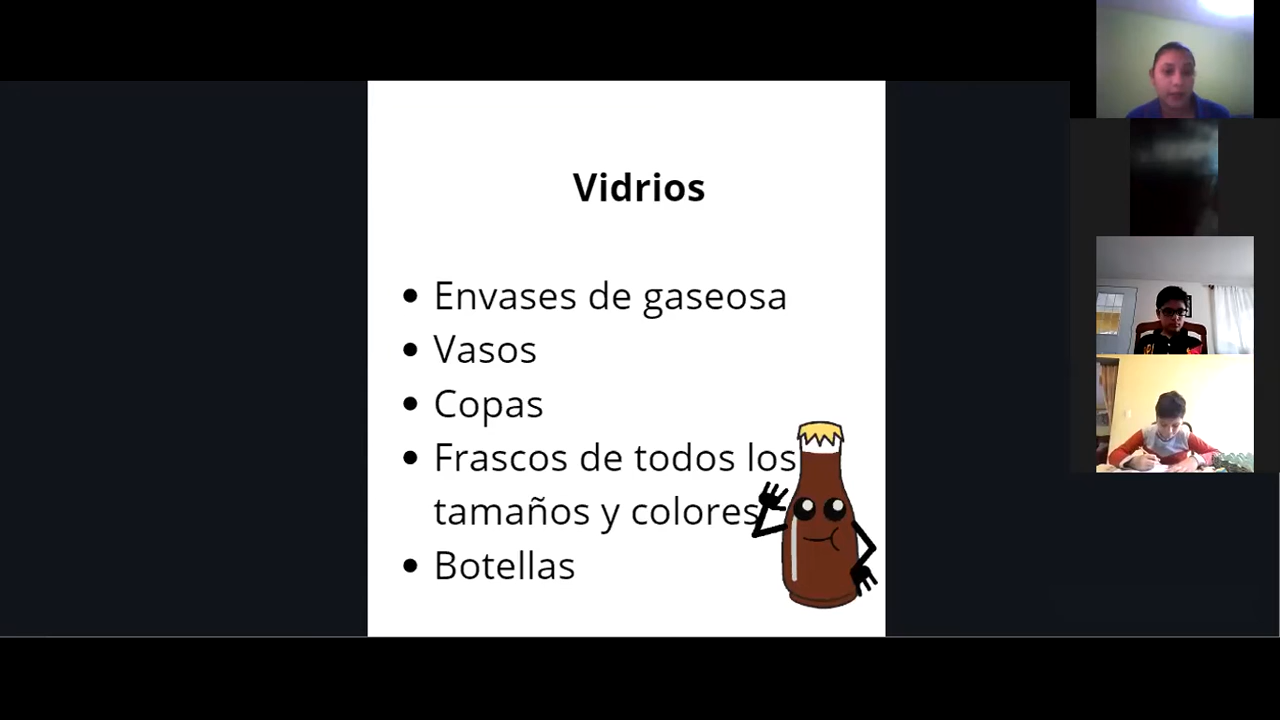 Vidrios
Envases de gaseosa
Vasos
Copas
Frascos de todos los
tamaños y colores
Botellas